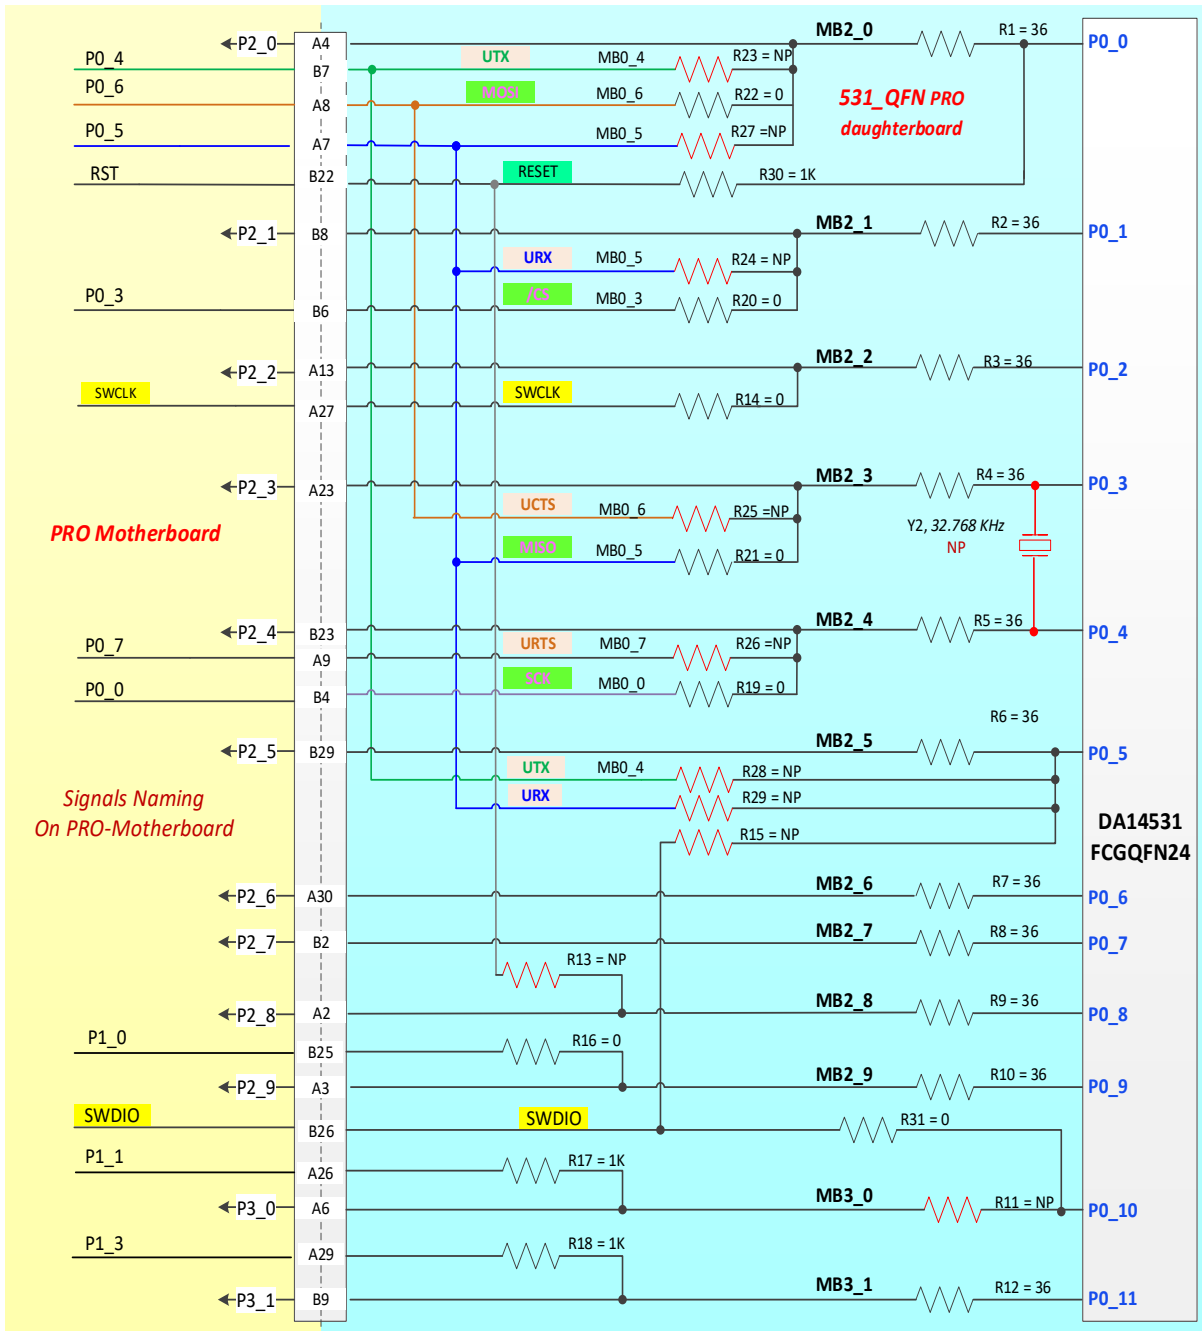 P2_0 A4 MB2_0 R1 = 36 P0_0
P0_4 B7 UTX MB0_4 R23 = NP
P0_6 A8 MOSI MB0_6 R22 = 0
531_QFN PRO
daughterboard
P0_5 A7 MB0_5 R27 =NP
RST B22 RESET R30 = 1K
P2_1 B8 MB2_1 R2 = 36 P0_1
URX MB0_5 R24 = NP
P0_3 B6 /CS MB0_3 R20 = 0
P2_2 A13 MB2_2 R3 = 36 P0_2
SWCLK A27 SWCLK R14 = 0
P2_3 A23 MB2_3 R4 = 36 P0_3
UCTS MB0_6 R25 =NP
PRO Motherboard
Y2, 32.768 KHz
NP
MISO MB0_5 R21 = 0
P2_4 B23 MB2_4 R5 = 36 P0_4
P0_7 A9 URTS MB0_7 R26 =NP
P0_0 B4 SCK MB0_0 R19 = 0
R6 = 36
P2_5 B29 MB2_5 P0_5
UTX MB0_4 R28 = NP
URX R29 = NP
Signals Naming
On PRO-Motherboard
R15 = NP
DA14531
FCGQFN24
P2_6 A30 MB2_6 R7 = 36 P0_6
P2_7 B2 MB2_7 R8 = 36 P0_7
R13 = NP
P2_8 A2 MB2_8 R9 = 36 P0_8
P1_0 B25 R16 = 0
P2_9 A3 MB2_9 R10 = 36 P0_9
SWDIO B26 SWDIO R31 = 0
P1_1 A26 R17 = 1K
P3_0 A6 MB3_0 R11 = NP P0_10
P1_3 A29 R18 = 1K
P3_1 B9 MB3_1 R12 = 36 P0_11